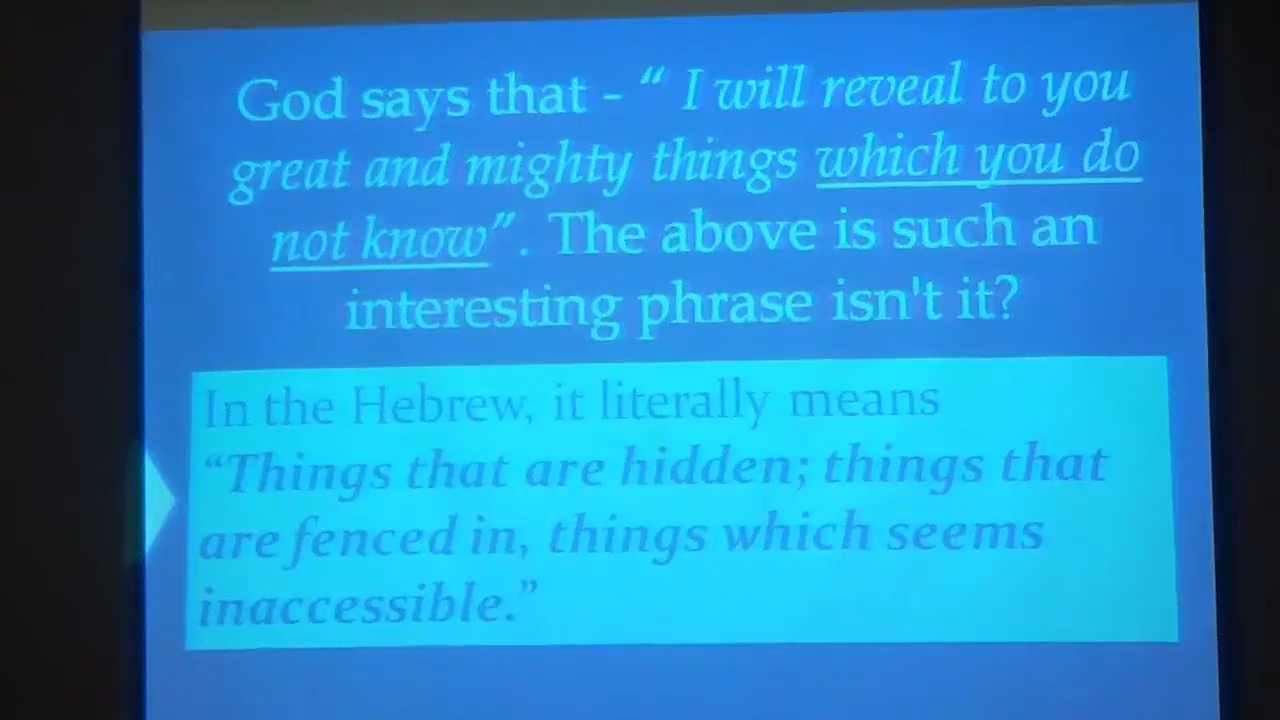 God says that - “ I will reveal to you
great and mighty things which you do
not know”. The above is such an
interesting phrase isn't it?
In the Hebrew, it literally means
“Things that are hidden; things that
are fenced in, things which seems
inaccessible.”